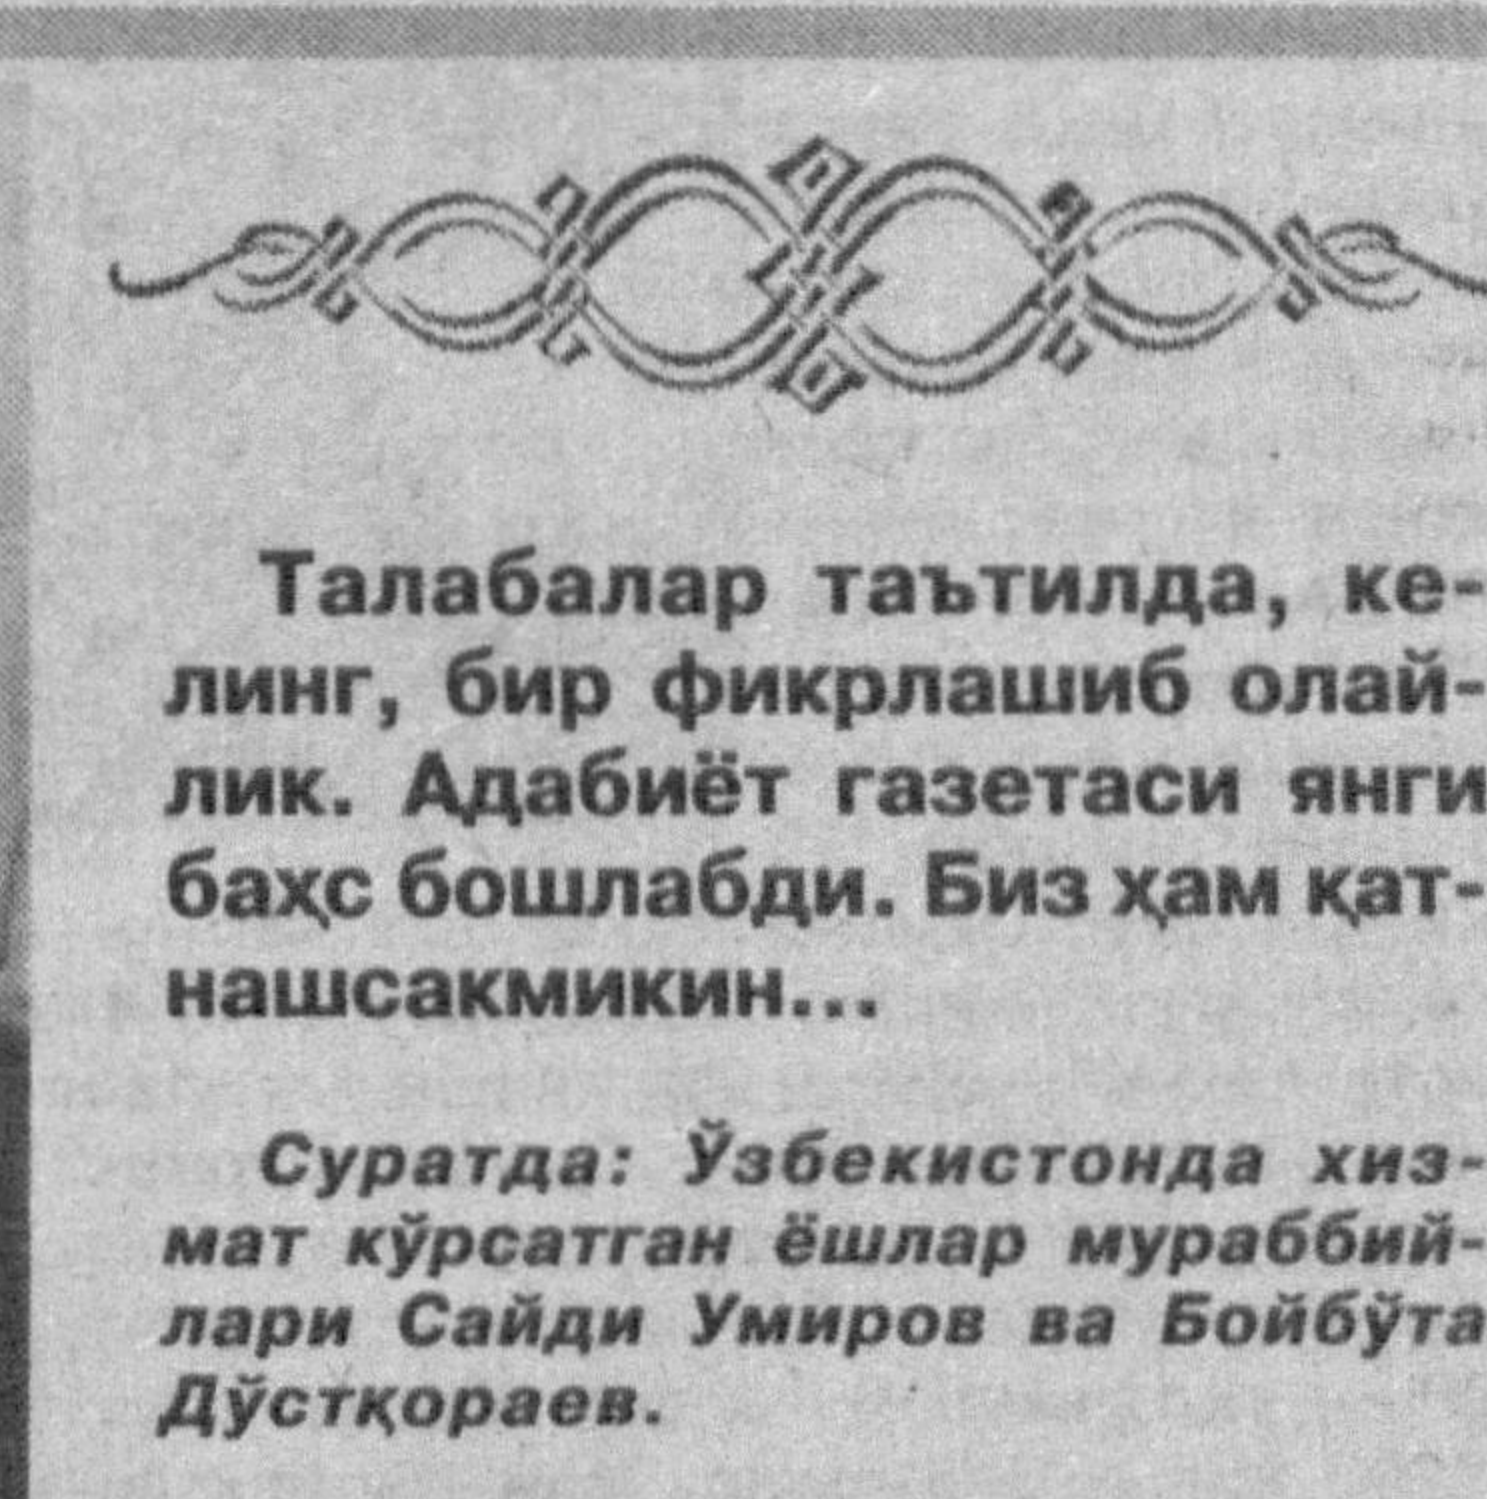 Талабалар таътилда, ке-
линг, бир фикрлашиб олай-
лик. Адабиёт газетаси янги
баҳс бошлабди. Биз ҳам қат-
нашсакмикин...
Суратда: Ўзбекистонда хиз-
мат кўрсатган ёшлар мураббий-
лари Сайди Умиров ва Бойбўта
Дўстқораев.